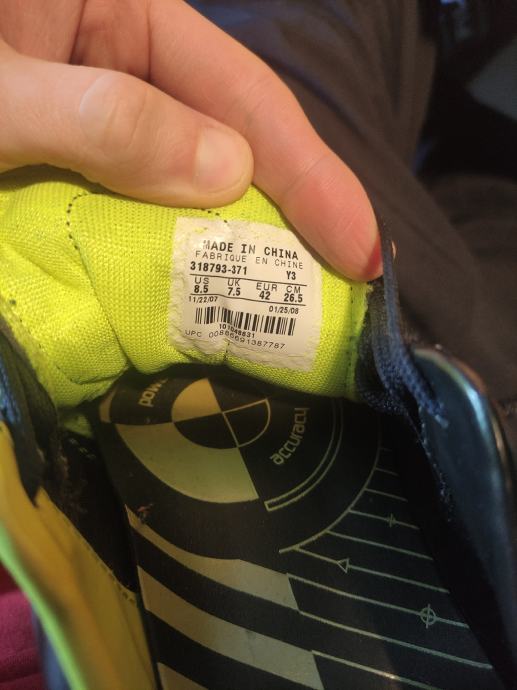 MADE IN CHINA
FABRIQUE EN CHINE
318793-371 Y3
US UK EUR CM
8.5 7.5 42 26.5
11/22/07 01/25/08
UPC
power
accuracy